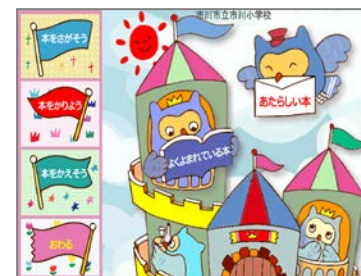 市川市立市川小学校
本をさがそう
本をかりよう
本をかえそう
おわる
あたらしい本
よくよまれている本